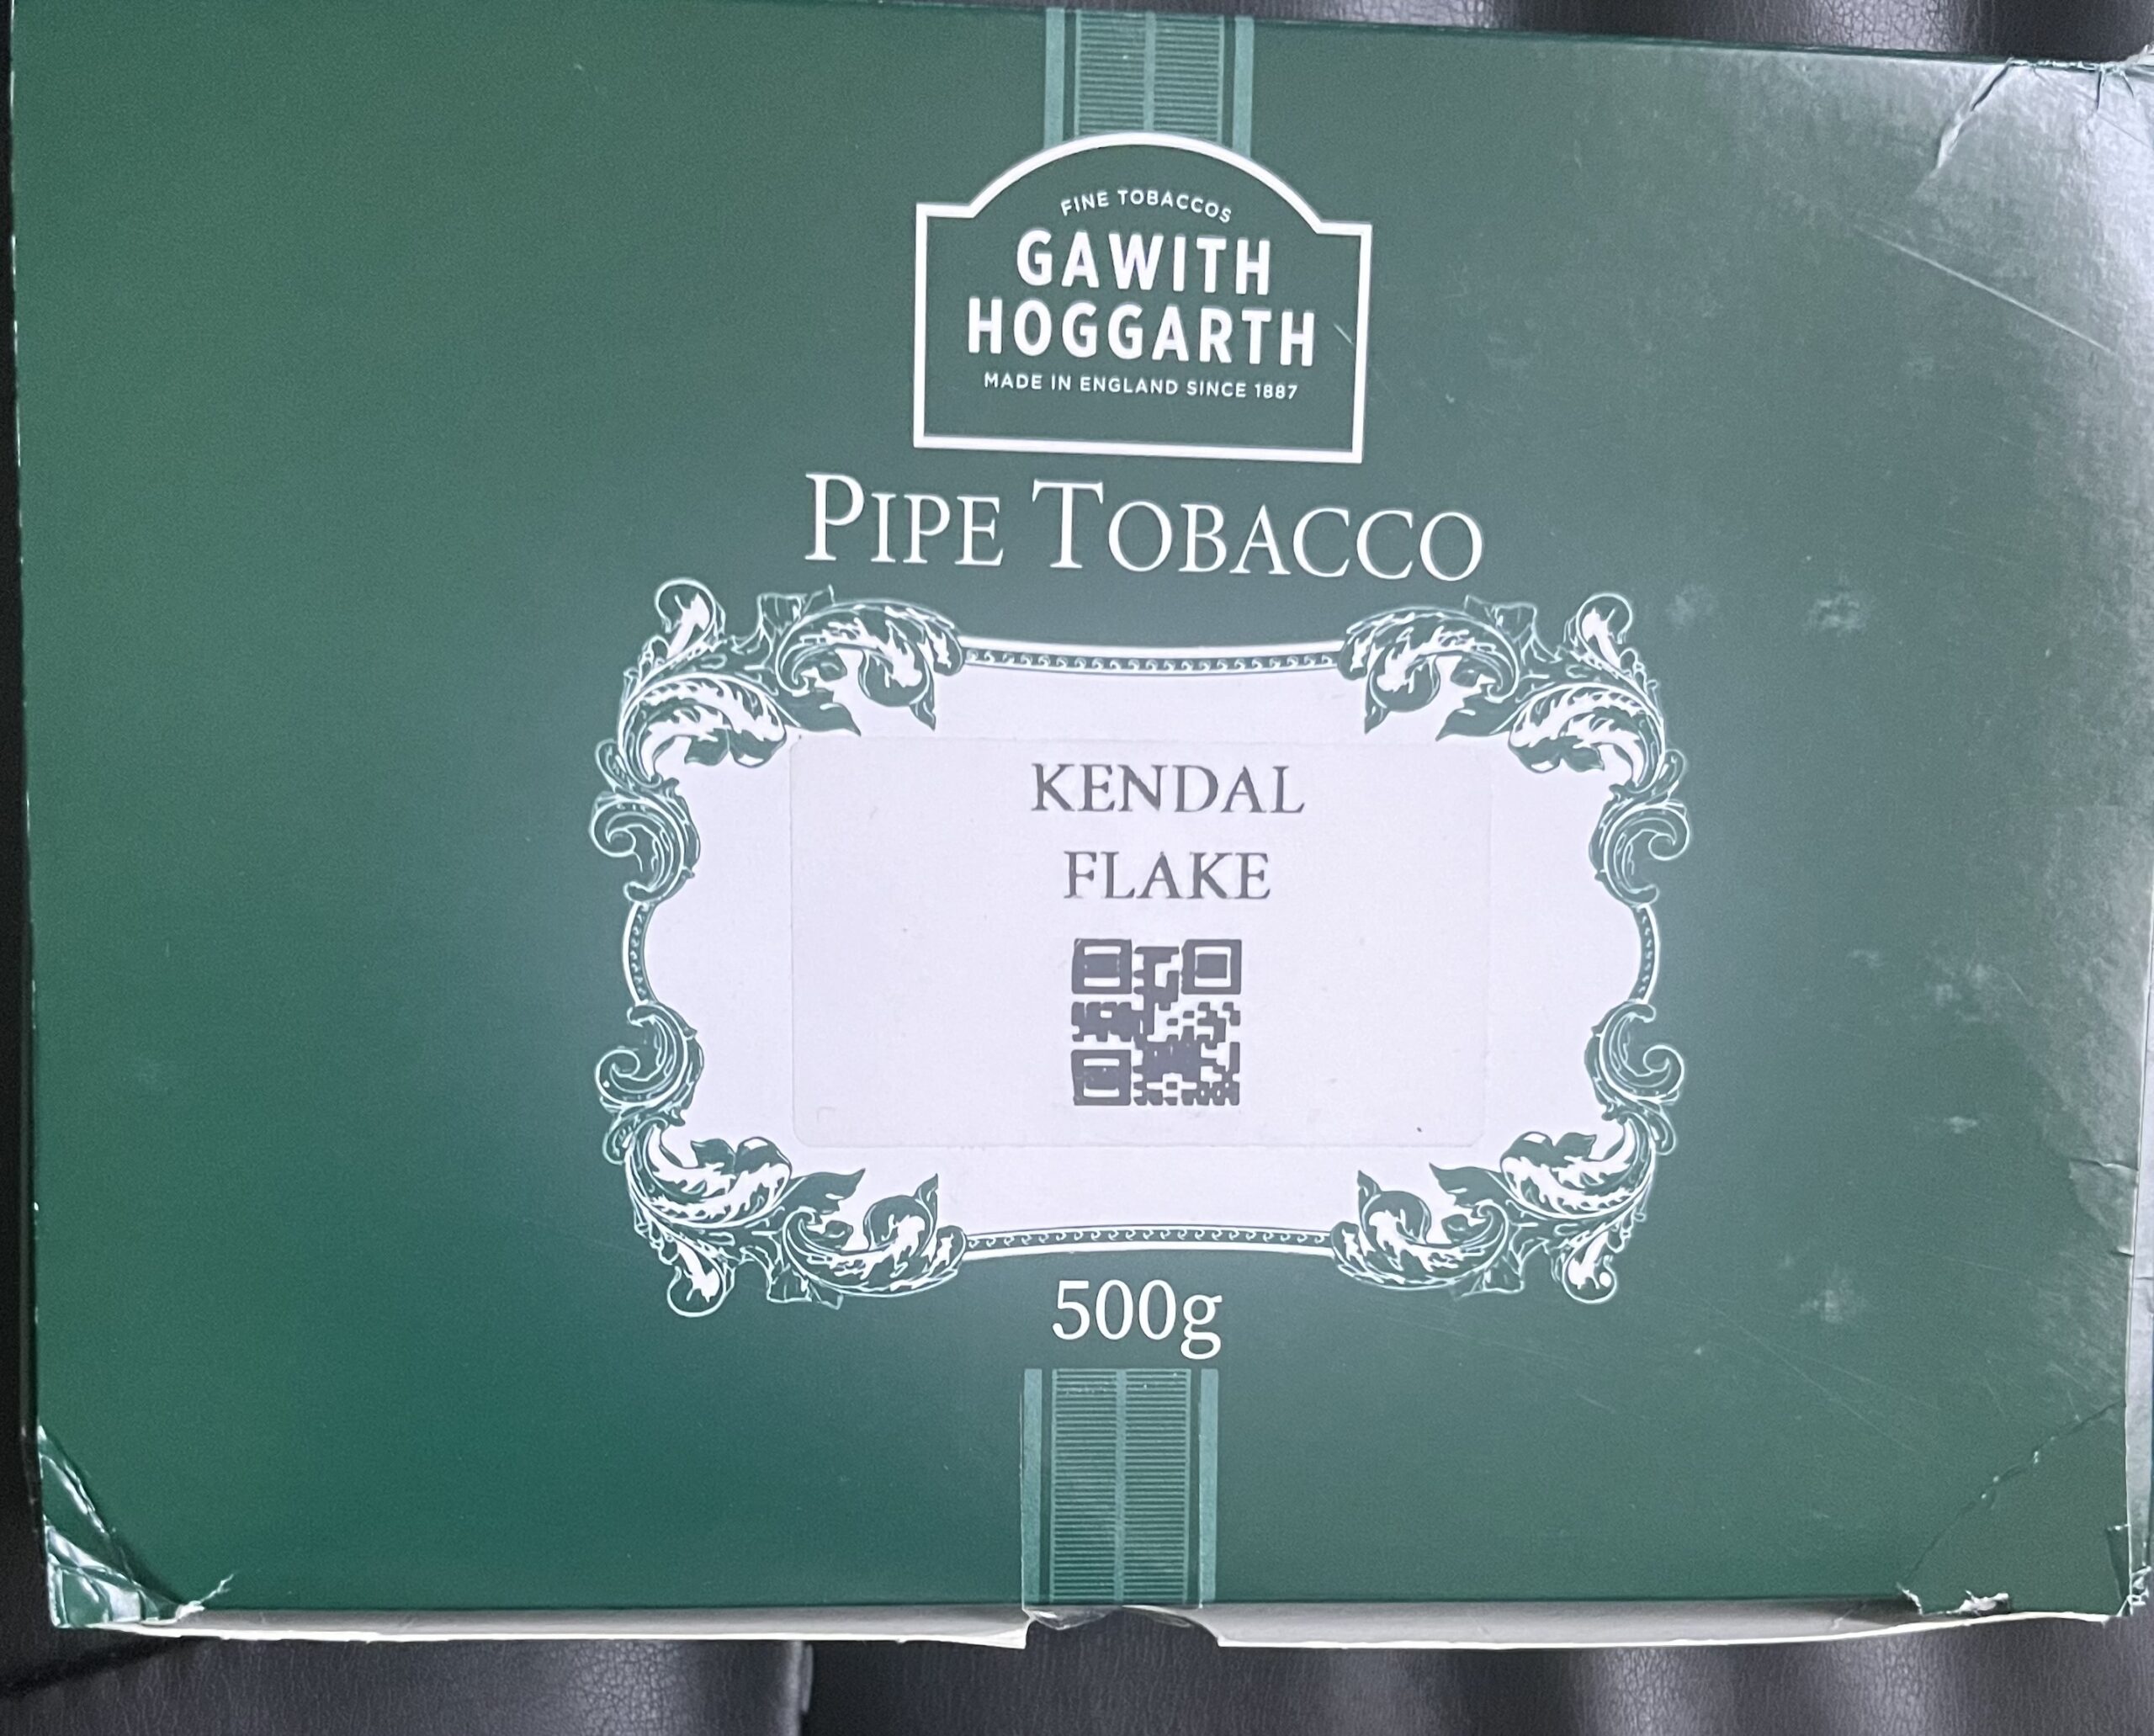 FINE TOBACCOS
GAWITH
HOGGARTH
MADE IN ENGLAND SINCE 1887
PIPE TOBACCO
KENDAL
FLAKE
500g